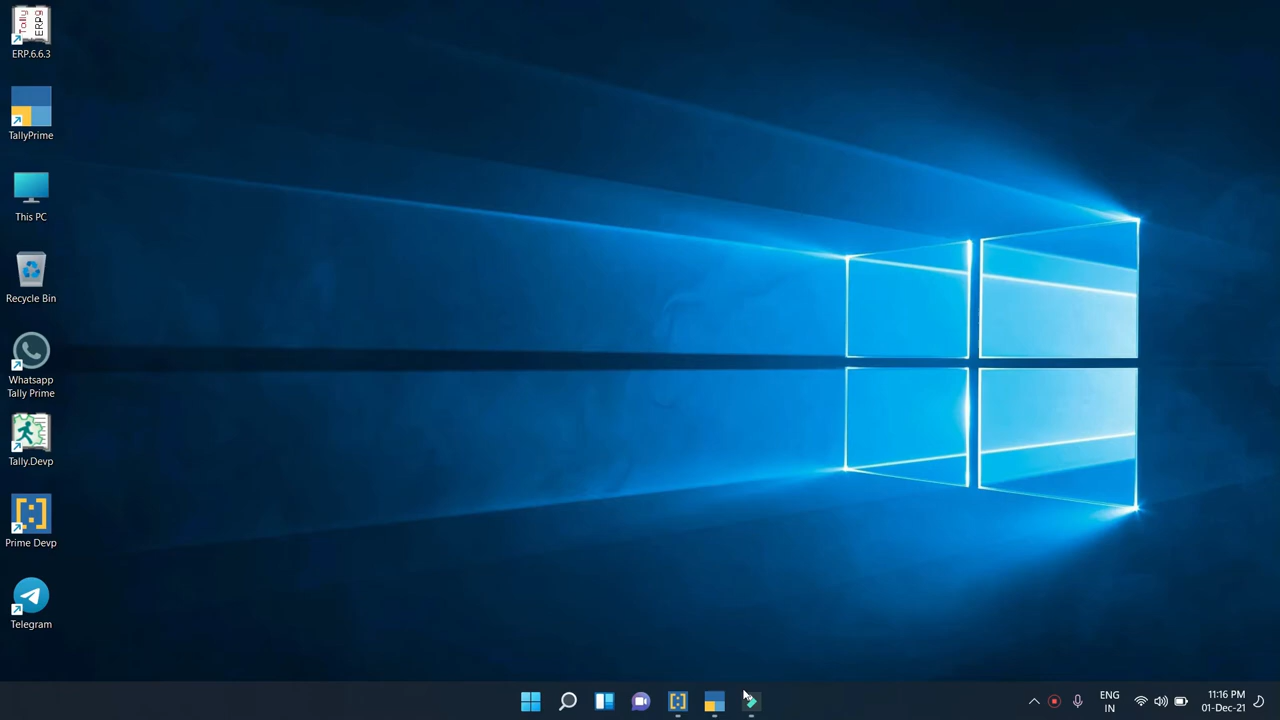 Tally
ERP9
ERP.6.6.3
TallyPrime
This PC
Recycle Bin
Whatsapp
Tally Prime
Tally.Devp
Prime Devp
Telegram
ENG
IN
11:16 PM
01-Dec-21